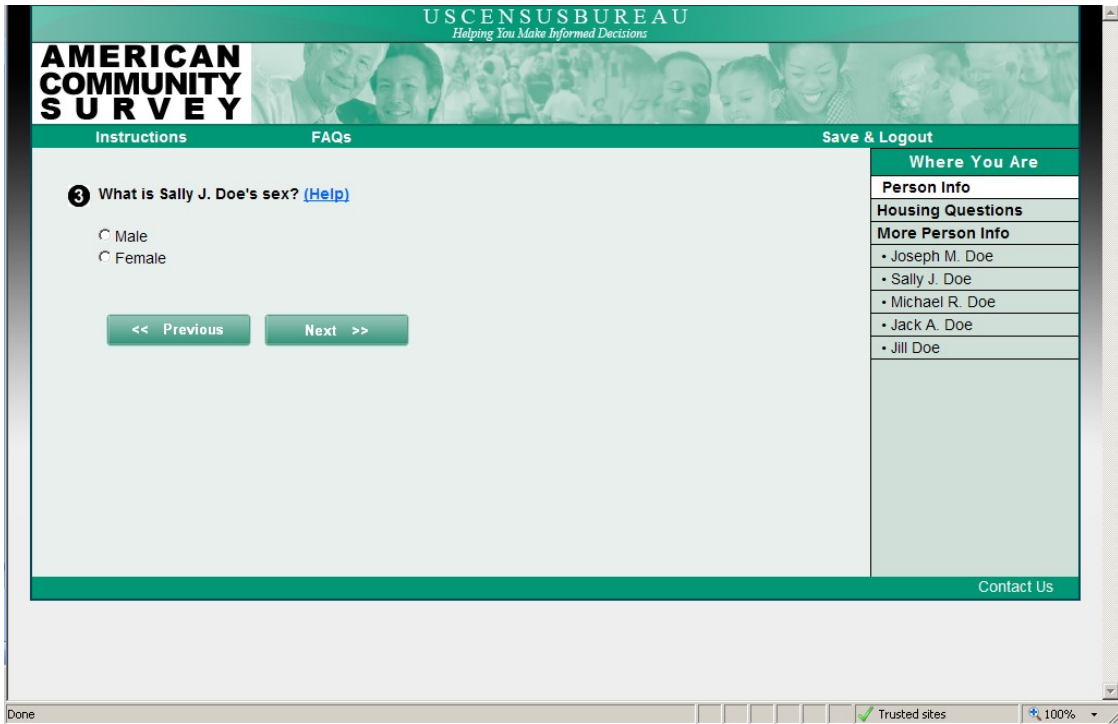 USCENSUSBUREAU
Helping You Make Informed Decisions
AMERICAN
COMMUNITY
SURVEY
Instructions FAQs Save & Logout
Where You Are
Person Info
Housing Questions
More Person Info
• Joseph M. Doe
• Sally J. Doe
• Michael R. Doe
• Jack A. Doe
• Jill Doe
3 What is Sally J. Doe's sex? (Help)
Male
Female
<< Previous Next >>
Contact Us
Done Trusted sites 100%